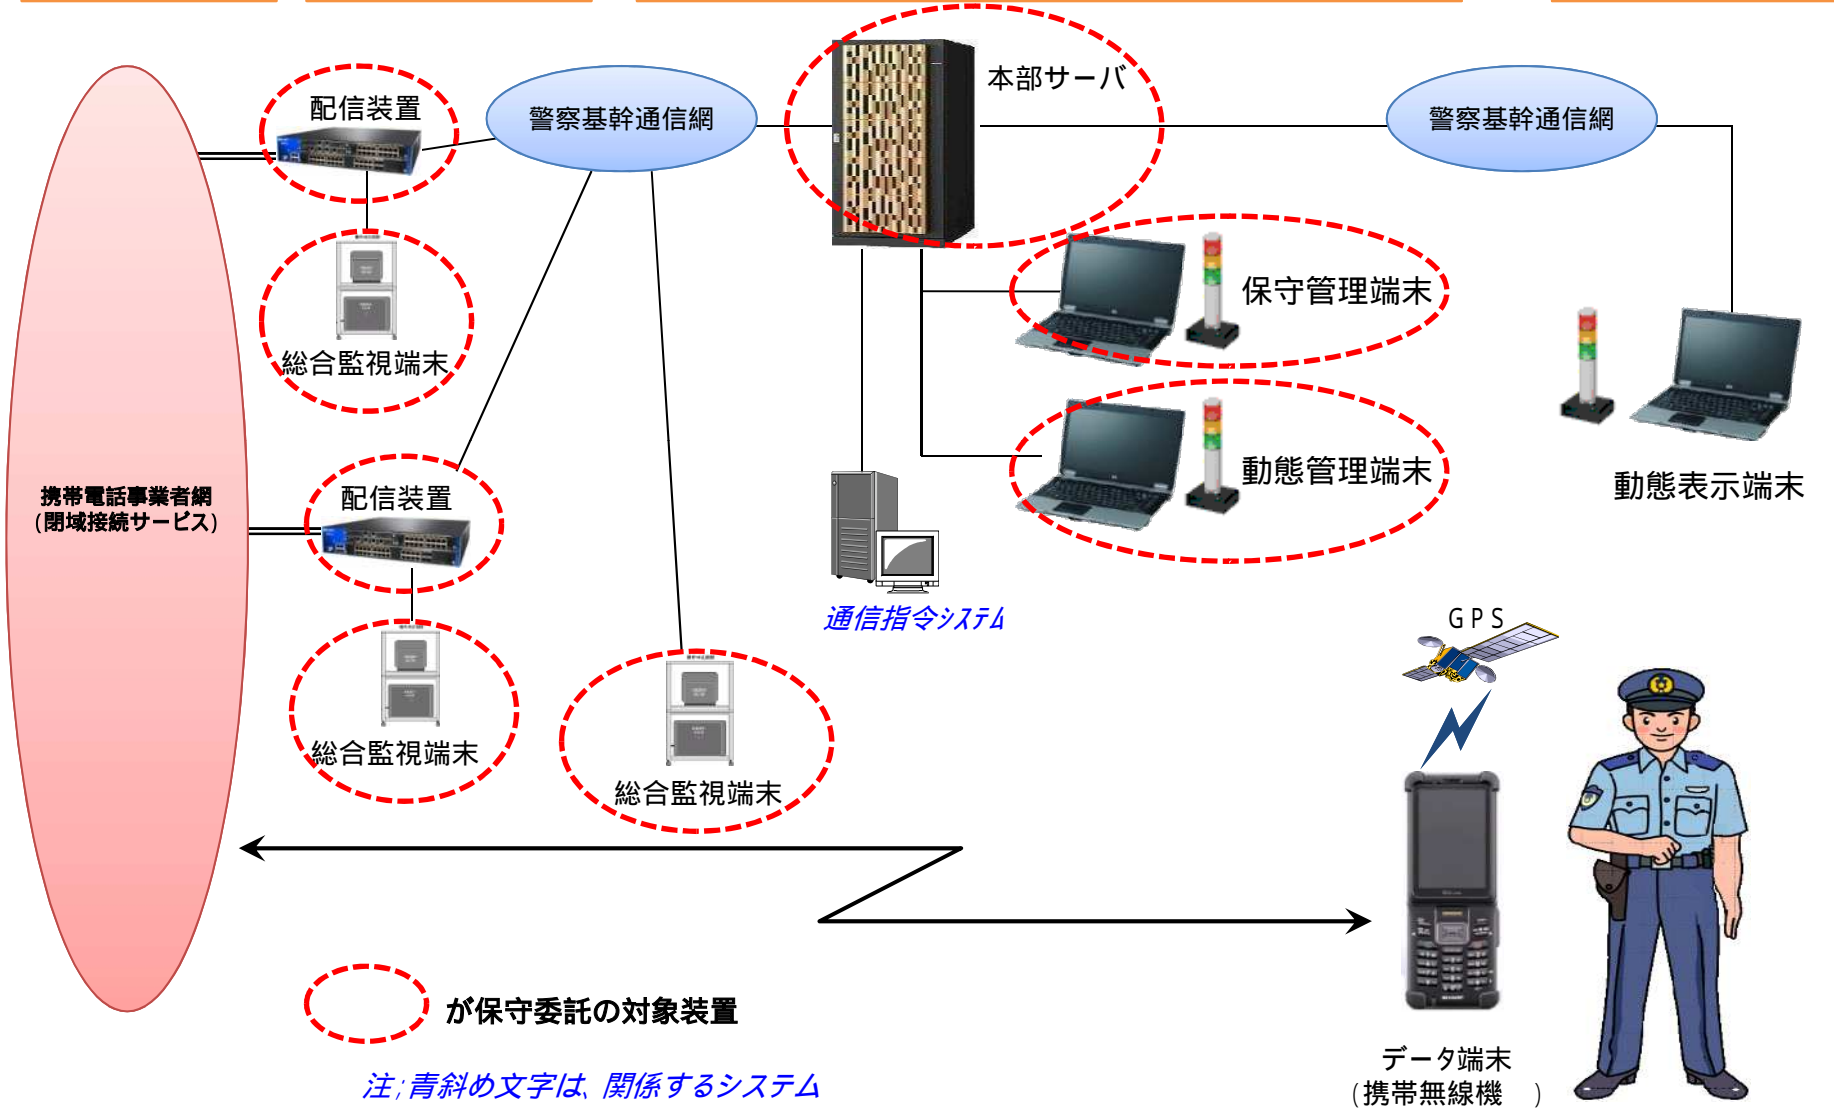 配信装置
警察基幹通信網
本部サーバ
警察基幹通信網
総合監視端末
保守管理端末
動態管理端末
動態表示端末
携帯電話事業者網
(閉域接続サービス)
配信装置
総合監視端末
総合監視端末
通信指令システム
GPS
データ端末
(携帯無線機　)
が保守委託の対象装置
注;青斜め文字は、関係するシステム